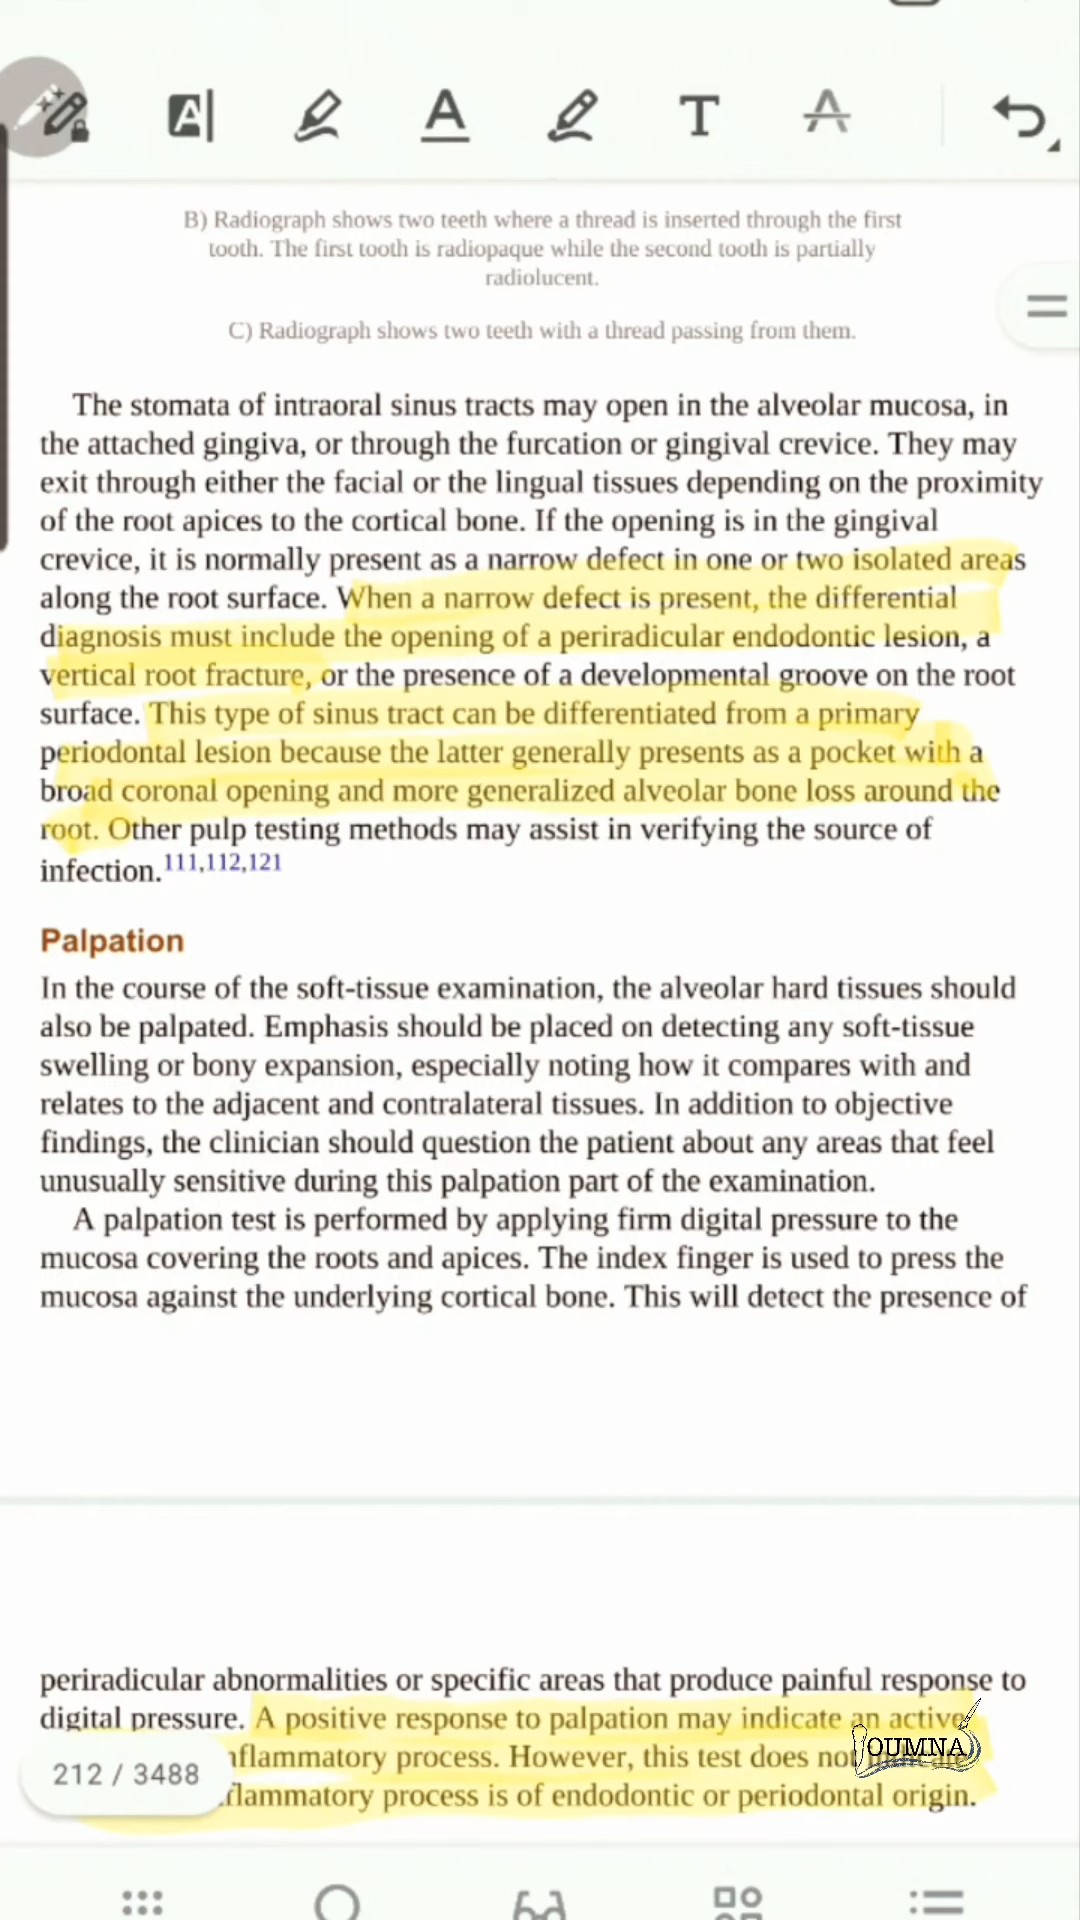 B) Radiograph shows two teeth where a thread is inserted through the first
tooth. The first tooth is radiopaque while the second tooth is partially
radiolucent.
C) Radiograph shows two teeth with a thread passing from them.
The stomata of intraoral sinus tracts may open in the alveolar mucosa, in
the attached gingiva, or through the furcation or gingival crevice. They may
exit through either the facial or the lingual tissues depending on the proximity
of the root apices to the cortical bone. If the opening is in the gingival
crevice, it is normally present as a narrow defect in one or two isolated areas
along the root surface. When a narrow defect is present, the differential
diagnosis must include the opening of a periradicular endodontic lesion, a
vertical root fracture, or the presence of a developmental groove on the root
surface. This type of sinus tract can be differentiated from a primary
periodontal lesion because the latter generally presents as a pocket with a
broad coronal opening and more generalized alveolar bone loss around the
root. Other pulp testing methods may assist in verifying the source of
infection.111,112,121
Palpation
In the course of the soft-tissue examination, the alveolar hard tissues should
also be palpated. Emphasis should be placed on detecting any soft-tissue
swelling or bony expansion, especially noting how it compares with and
relates to the adjacent and contralateral tissues. In addition to objective
findings, the clinician should question the patient about any areas that feel
unusually sensitive during this palpation part of the examination.
A palpation test is performed by applying firm digital pressure to the
mucosa covering the roots and apices. The index finger is used to press the
mucosa against the underlying cortical bone. This will detect the presence of
periradicular abnormalities or specific areas that produce painful response to
digital pressure. A positive response to palpation may indicate an active
nflammatory process. However, this test does not
OUMNA
212 / 3488
flammatory process is of endodontic or periodontal origin.